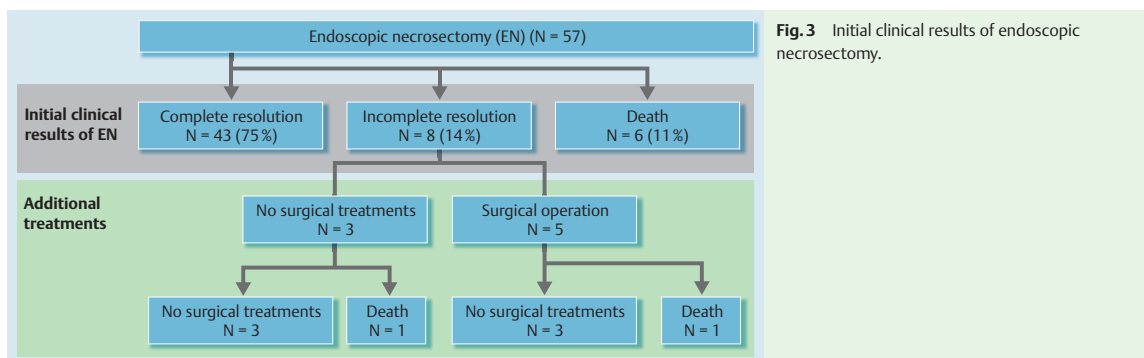 Endoscopic necrosectomy (EN) (N = 57)
Initial clinical
results of EN
Complete resolution
N = 43 (75 %)
Incomplete resolution
N = 8 (14 %)
Death
N = 6 (11 %)
Additional
treatments
No surgical treatments
N = 3
Surgical operation
N = 5
No surgical treatments
N = 3
Death
N = 1
No surgical treatments
N = 3
Death
N = 1
Fig. 3 Initial clinical results of endoscopic
necrosectomy.